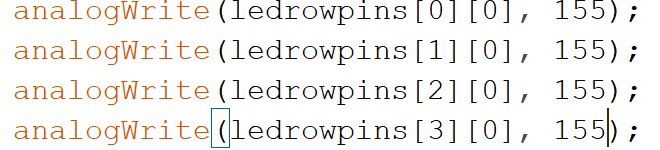 analogWrite(ledrowpins[0][0], 155);
analogWrite(ledrowpins[1][0], 155);
analogWrite(ledrowpins[2][0], 155);
analogWrite(ledrowpins[3][0], 155);